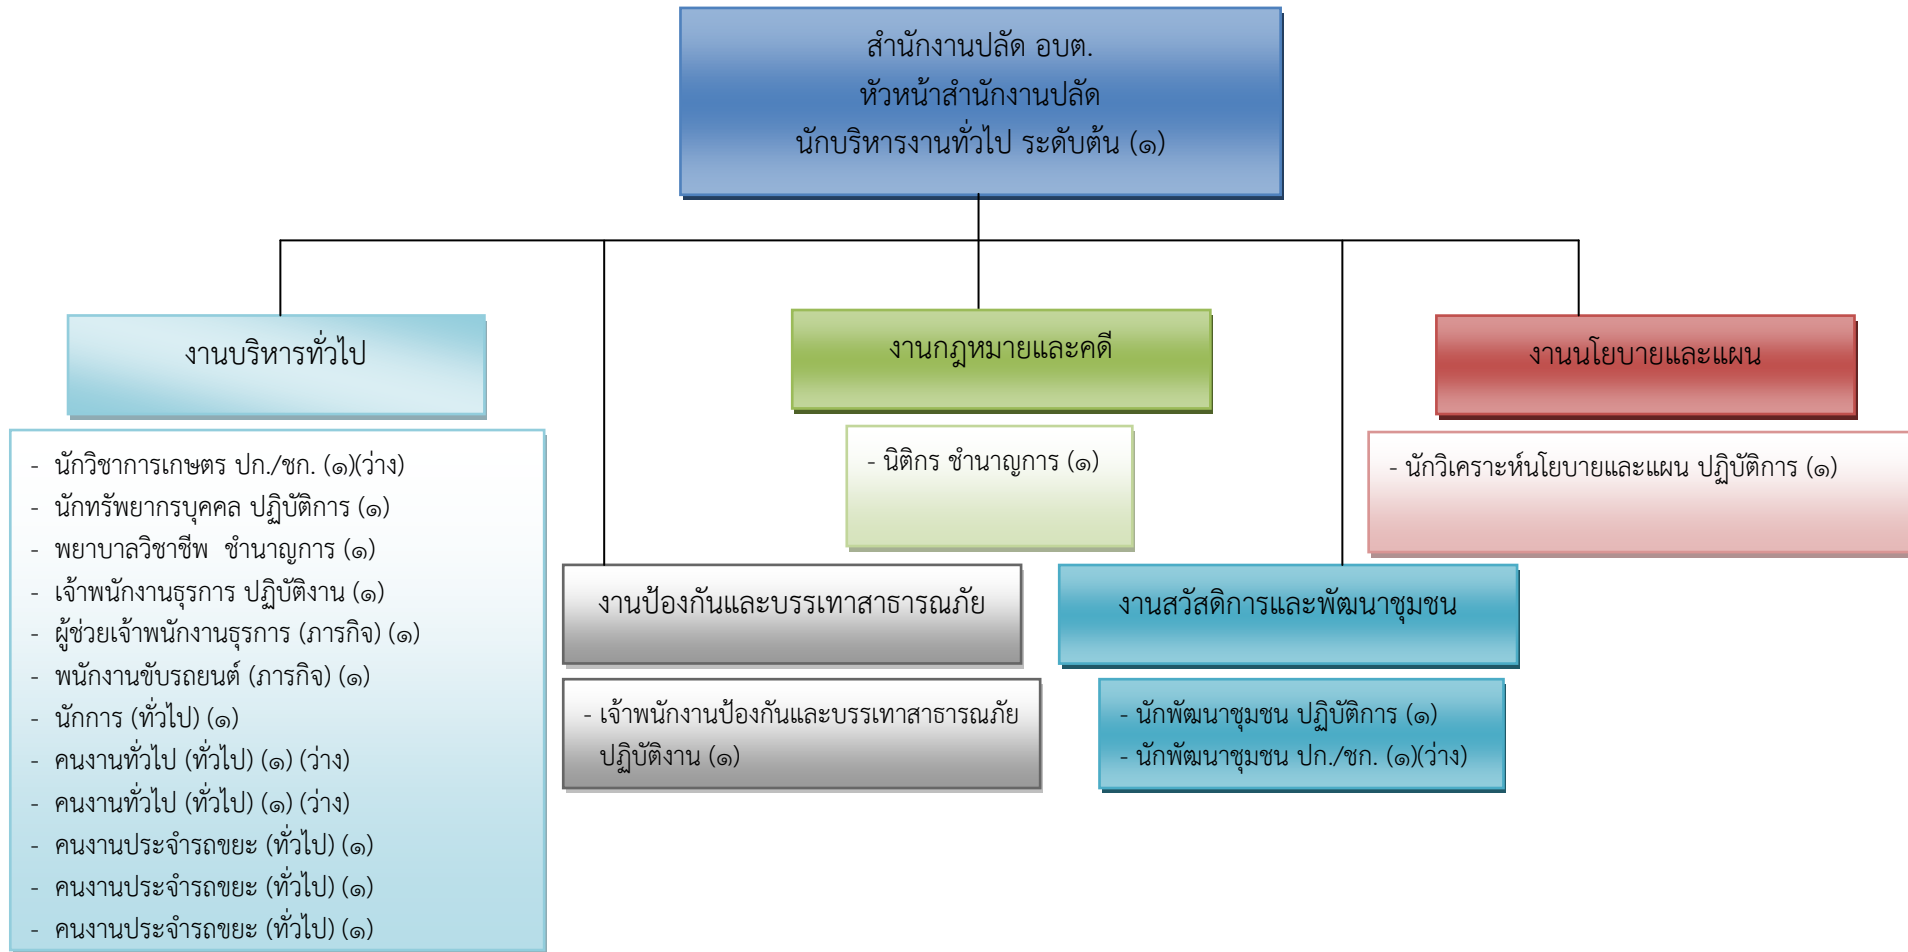 สำนักงานปลัด อบต.
หัวหน้าสำนักงานปลัด
นักบริหารงานทั่วไป ระดับต้น (๑)
งานบริหารทั่วไป
- นักวิชาการเกษตร ปก./ชก. (๑)(ว่าง)
- นักทรัพยากรบุคคล ปฏิบัติการ (๑)
- พยาบาลวิชาชีพ  ชำนาญการ (๑)
- เจ้าพนักงานธุรการ ปฏิบัติงาน (๑)
- ผู้ช่วยเจ้าพนักงานธุรการ (ภารกิจ) (๑)
- พนักงานขับรถยนต์ (ภารกิจ) (๑)
- นักการ (ทั่วไป) (๑)
- คนงานทั่วไป (ทั่วไป) (๑) (ว่าง)
- คนงานทั่วไป (ทั่วไป) (๑) (ว่าง)
- คนงานประจำรถขยะ (ทั่วไป) (๑)
- คนงานประจำรถขยะ (ทั่วไป) (๑)
- คนงานประจำรถขยะ (ทั่วไป) (๑)
งานป้องกันและบรรเทาสาธารณภัย
- เจ้าพนักงานป้องกันและบรรเทาสาธารณภัย
ปฏิบัติงาน (๑)
งานกฎหมายและคดี
- นิติกร ชำนาญการ (๑)
งานสวัสดิการและพัฒนาชุมชน
- นักพัฒนาชุมชน ปฏิบัติการ (๑)
- นักพัฒนาชุมชน ปก./ชก. (๑)(ว่าง)
งานนโยบายและแผน
- นักวิเคราะห์นโยบายและแผน ปฏิบัติการ (๑)